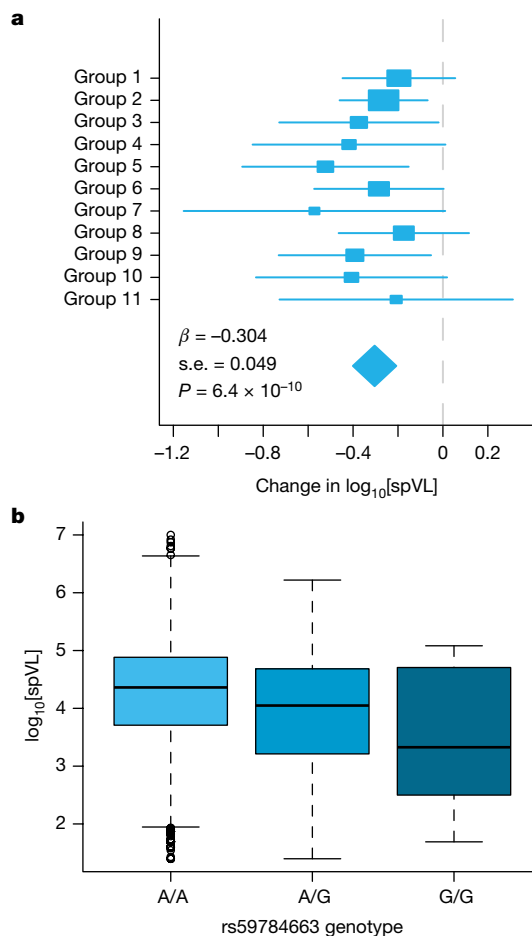 a
Group 1
Group 2
Group 3
Group 4
Group 5
Group 6
Group 7
Group 8
Group 9
Group 10
Group 11
β = –0.304
s.e. = 0.049
P = 6.4 × 10⁻¹⁰
–1.2 –0.8 –0.4 0 0.2
Change in log₁₀[spVL]
b
7
6
5
4
3
2
log₁₀[spVL]
A/A A/G G/G
rs59784663 genotype